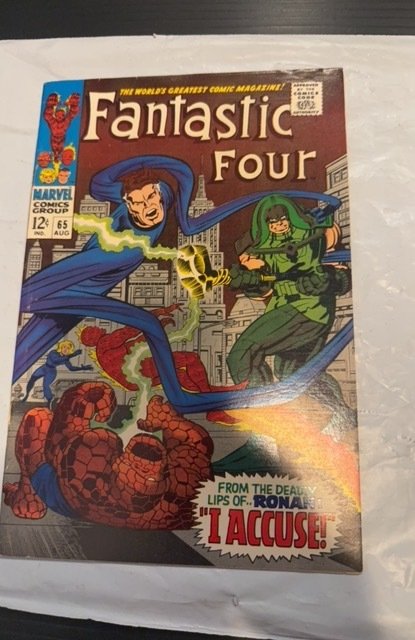 THE WORLD'S GREATEST COMIC MAGAZINE!
FANTASTIC
FOUR
APPROVED
BY THE
COMICS
CODE
AUTHORITY
MARVEL
COMICS
GROUP
12¢ 65
IND. AUG
FROM THE DEADLY
LIPS OF.. RONAN:
"I ACCUSE!"